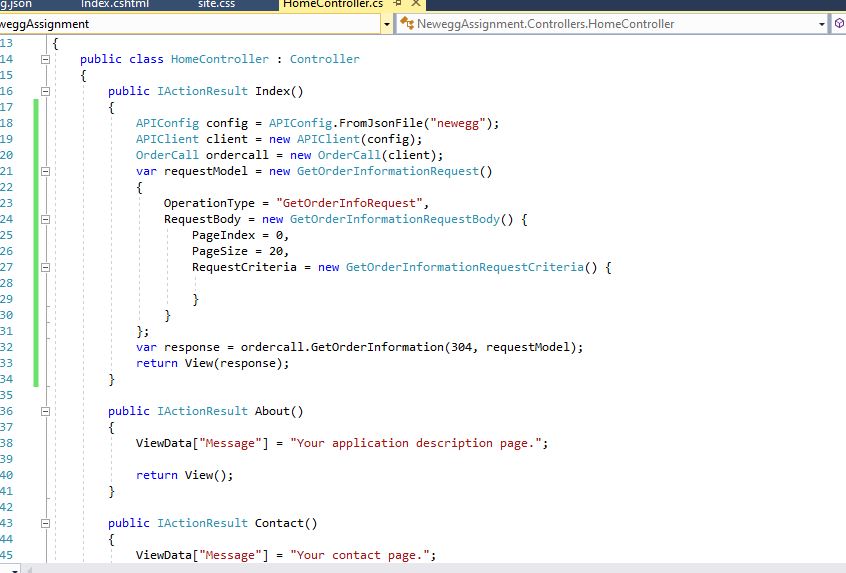 g.json Index.cshtml site.css HomeController.cs
weggAssignment NeweggAssignment.Controllers.HomeController
13 {
14 public class HomeController : Controller
15 {
16 public IActionResult Index()
17 {
18 APIConfig config = APIConfig.FromJsonFile("newegg");
19 APIClient client = new APIClient(config);
20 OrderCall ordercall = new OrderCall(client);
21 var requestModel = new GetOrderInformationRequest()
22 {
23 OperationType = "GetOrderInfoRequest",
24 RequestBody = new GetOrderInformationRequestBody() {
25 PageIndex = 0,
26 PageSize = 20,
27 RequestCriteria = new GetOrderInformationRequestCriteria() {
28
29 }
30 }
31 };
32 var response = ordercall.GetOrderInformation(304, requestModel);
33 return View(response);
34 }
35
36 public IActionResult About()
37 {
38 ViewData["Message"] = "Your application description page.";
39
40 return View();
41 }
42
43 public IActionResult Contact()
44 {
45 ViewData["Message"] = "Your contact page.";